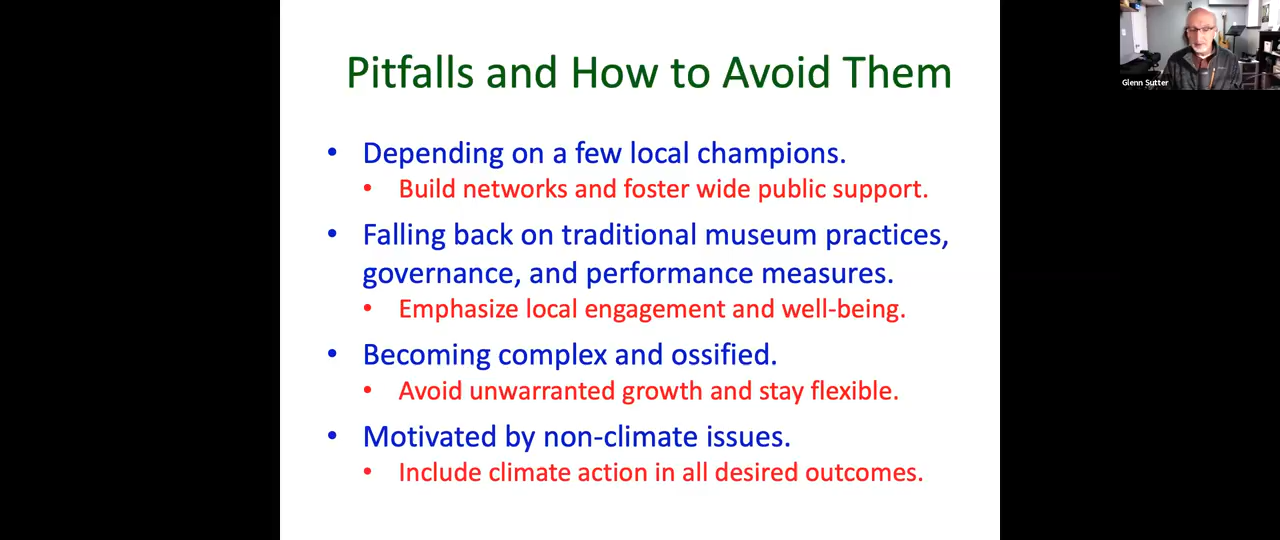 Pitfalls and How to Avoid Them
Glenn Sutter
• Depending on a few local champions.
• Build networks and foster wide public support.
• Falling back on traditional museum practices,
governance, and performance measures.
• Emphasize local engagement and well-being.
• Becoming complex and ossified.
• Avoid unwarranted growth and stay flexible.
• Motivated by non-climate issues.
• Include climate action in all desired outcomes.